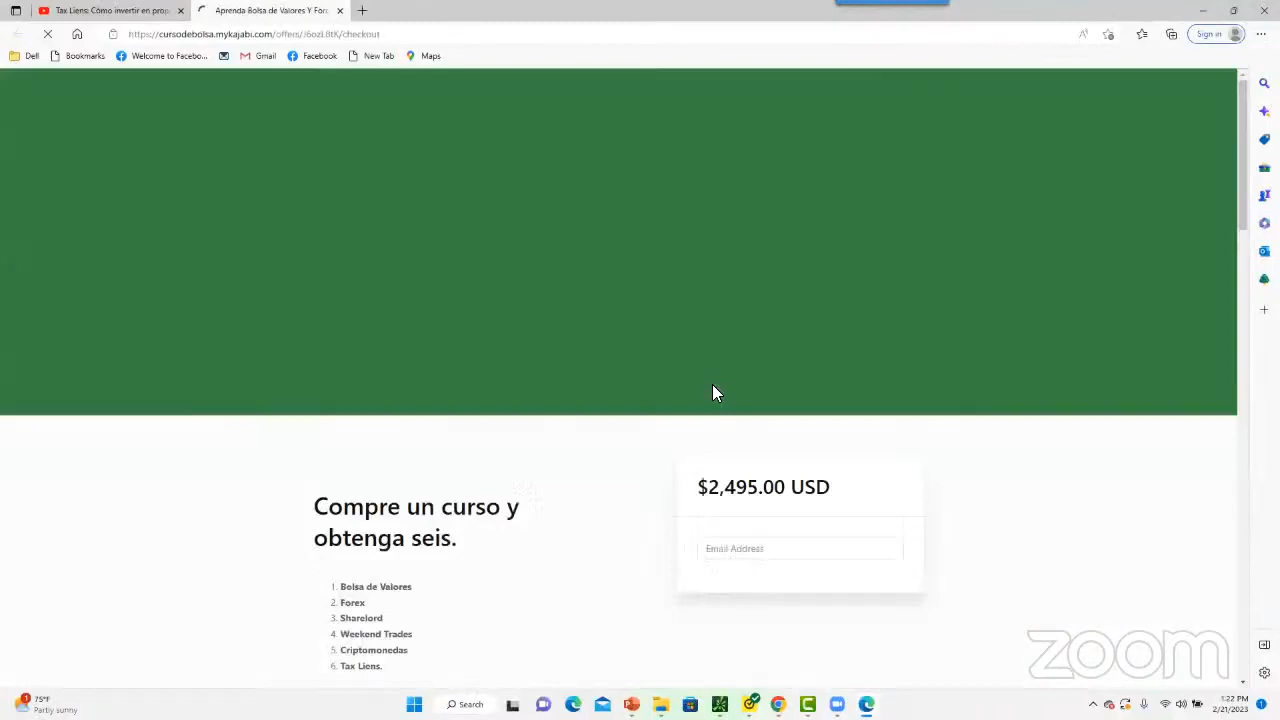 Tax Liens: Cómo invertir en prop
Aprenda Bolsa de Valores Y Fore
https://cursodebolsa.mykajabi.com/offers/J6ozL8tK/checkout
Sign in
Dell
Bookmarks
Welcome to Facebo...
Gmail
Facebook
New Tab
Maps
$2,495.00 USD
Compre un curso y
obtenga seis.
Email Address
1. Bolsa de Valores
2. Forex
3. Sharelord
4. Weekend Trades
5. Criptomonedas
6. Tax Liens.
zoom
1
75°F
Partly sunny
Search
1:22 PM
2/21/2023
1